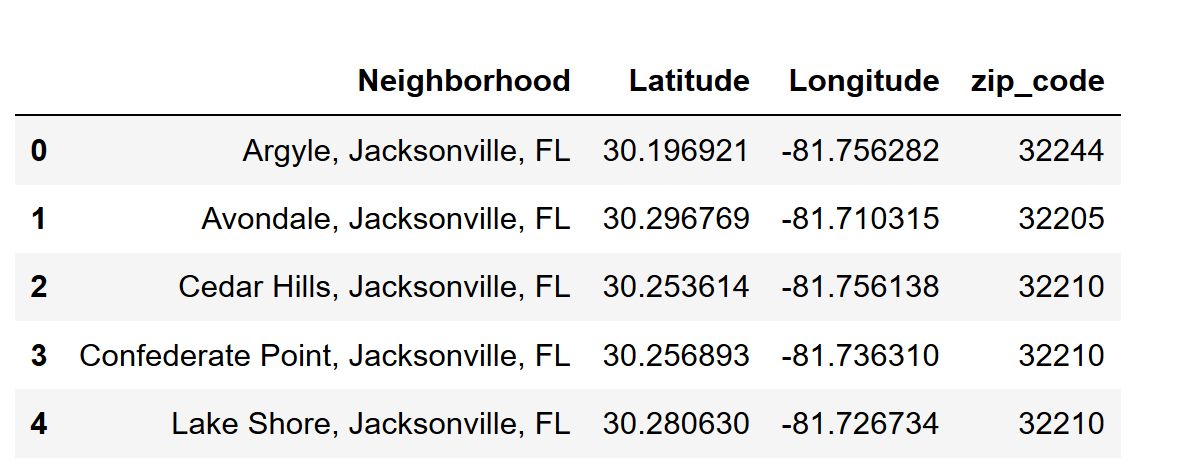 Neighborhood Latitude Longitude zip_code
0 Argyle, Jacksonville, FL 30.196921 -81.756282 32244
1 Avondale, Jacksonville, FL 30.296769 -81.710315 32205
2 Cedar Hills, Jacksonville, FL 30.253614 -81.756138 32210
3 Confederate Point, Jacksonville, FL 30.256893 -81.736310 32210
4 Lake Shore, Jacksonville, FL 30.280630 -81.726734 32210